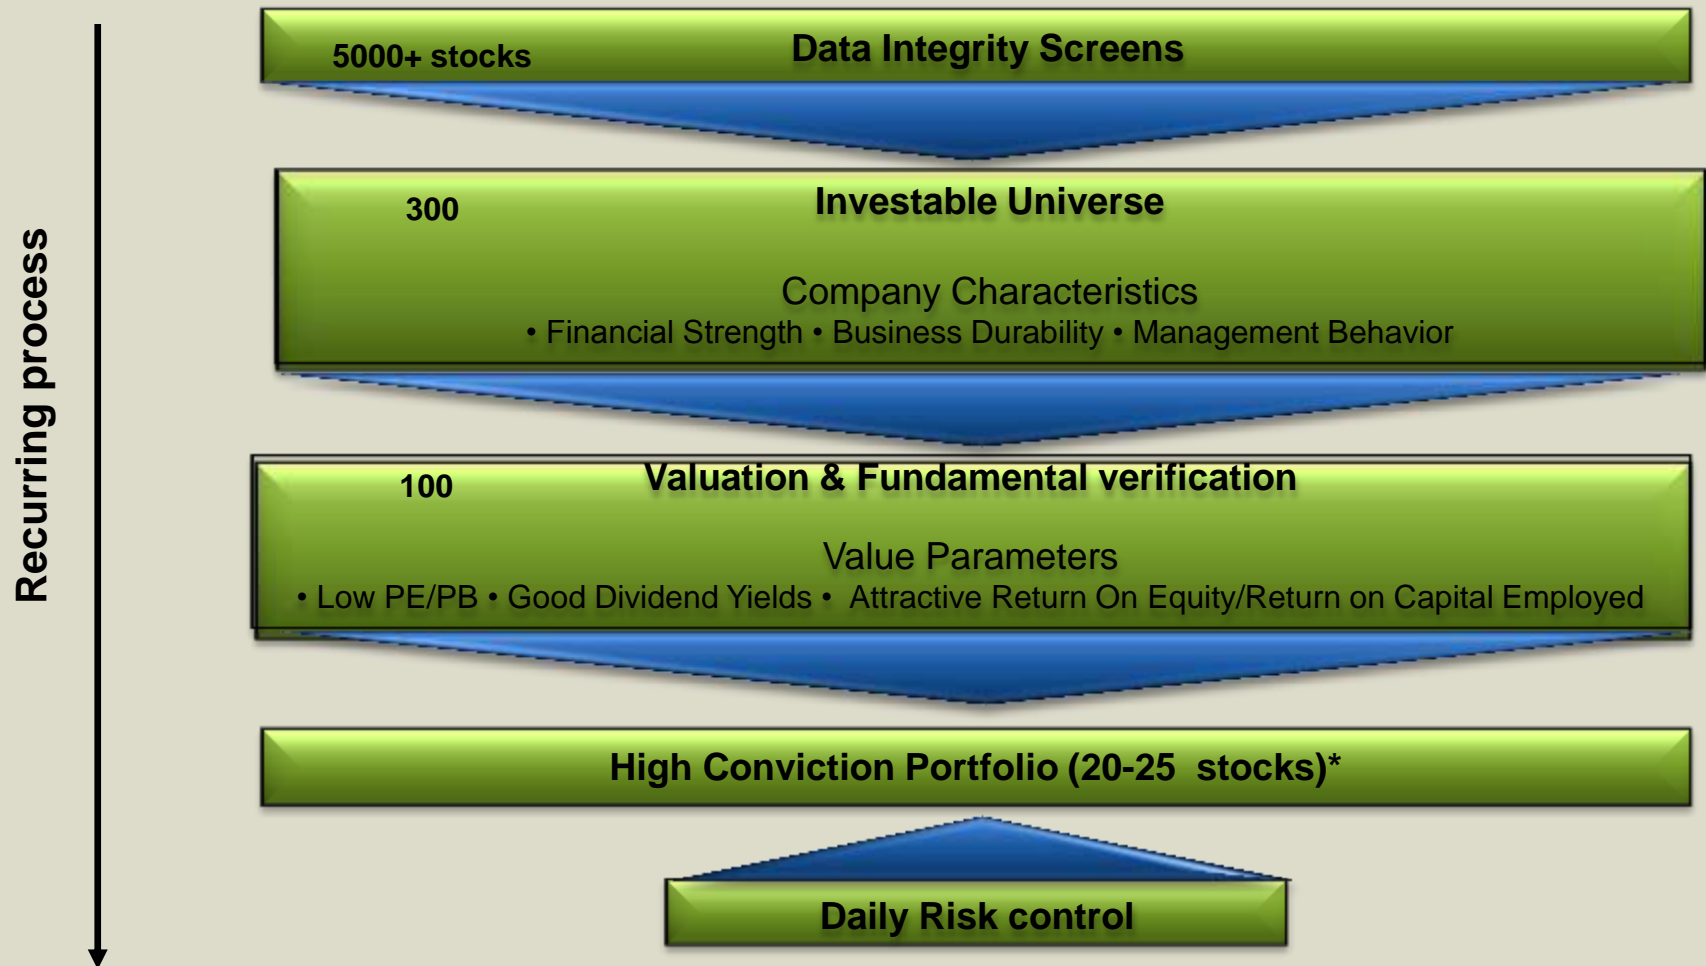 Recurring process
5000+ stocks
Data Integrity Screens
300
Investable Universe
Company Characteristics
• Financial Strength • Business Durability • Management Behavior
100
Valuation & Fundamental verification
Value Parameters
• Low PE/PB • Good Dividend Yields • Attractive Return On Equity/Return on Capital Employed
High Conviction Portfolio (20-25 stocks)*
Daily Risk control